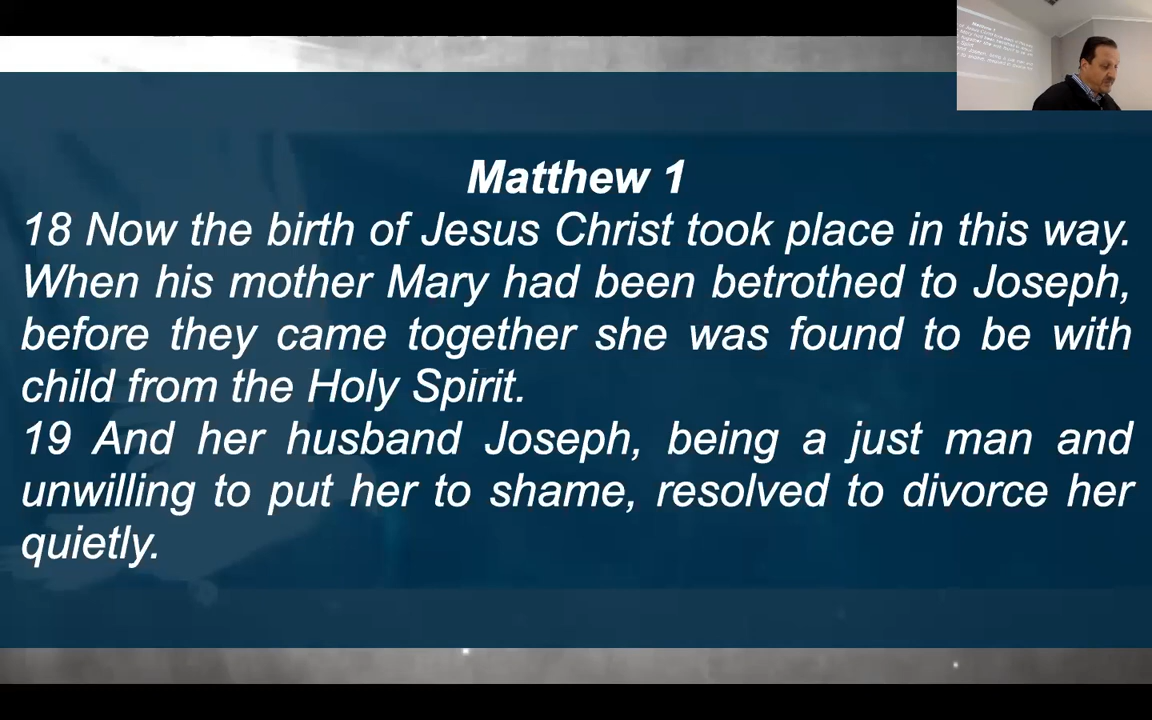 Matthew 1
18 Now the birth of Jesus Christ took place in this way.
When his mother Mary had been betrothed to Joseph,
before they came together she was found to be with
child from the Holy Spirit.
19 And her husband Joseph, being a just man and
unwilling to put her to shame, resolved to divorce her
quietly.